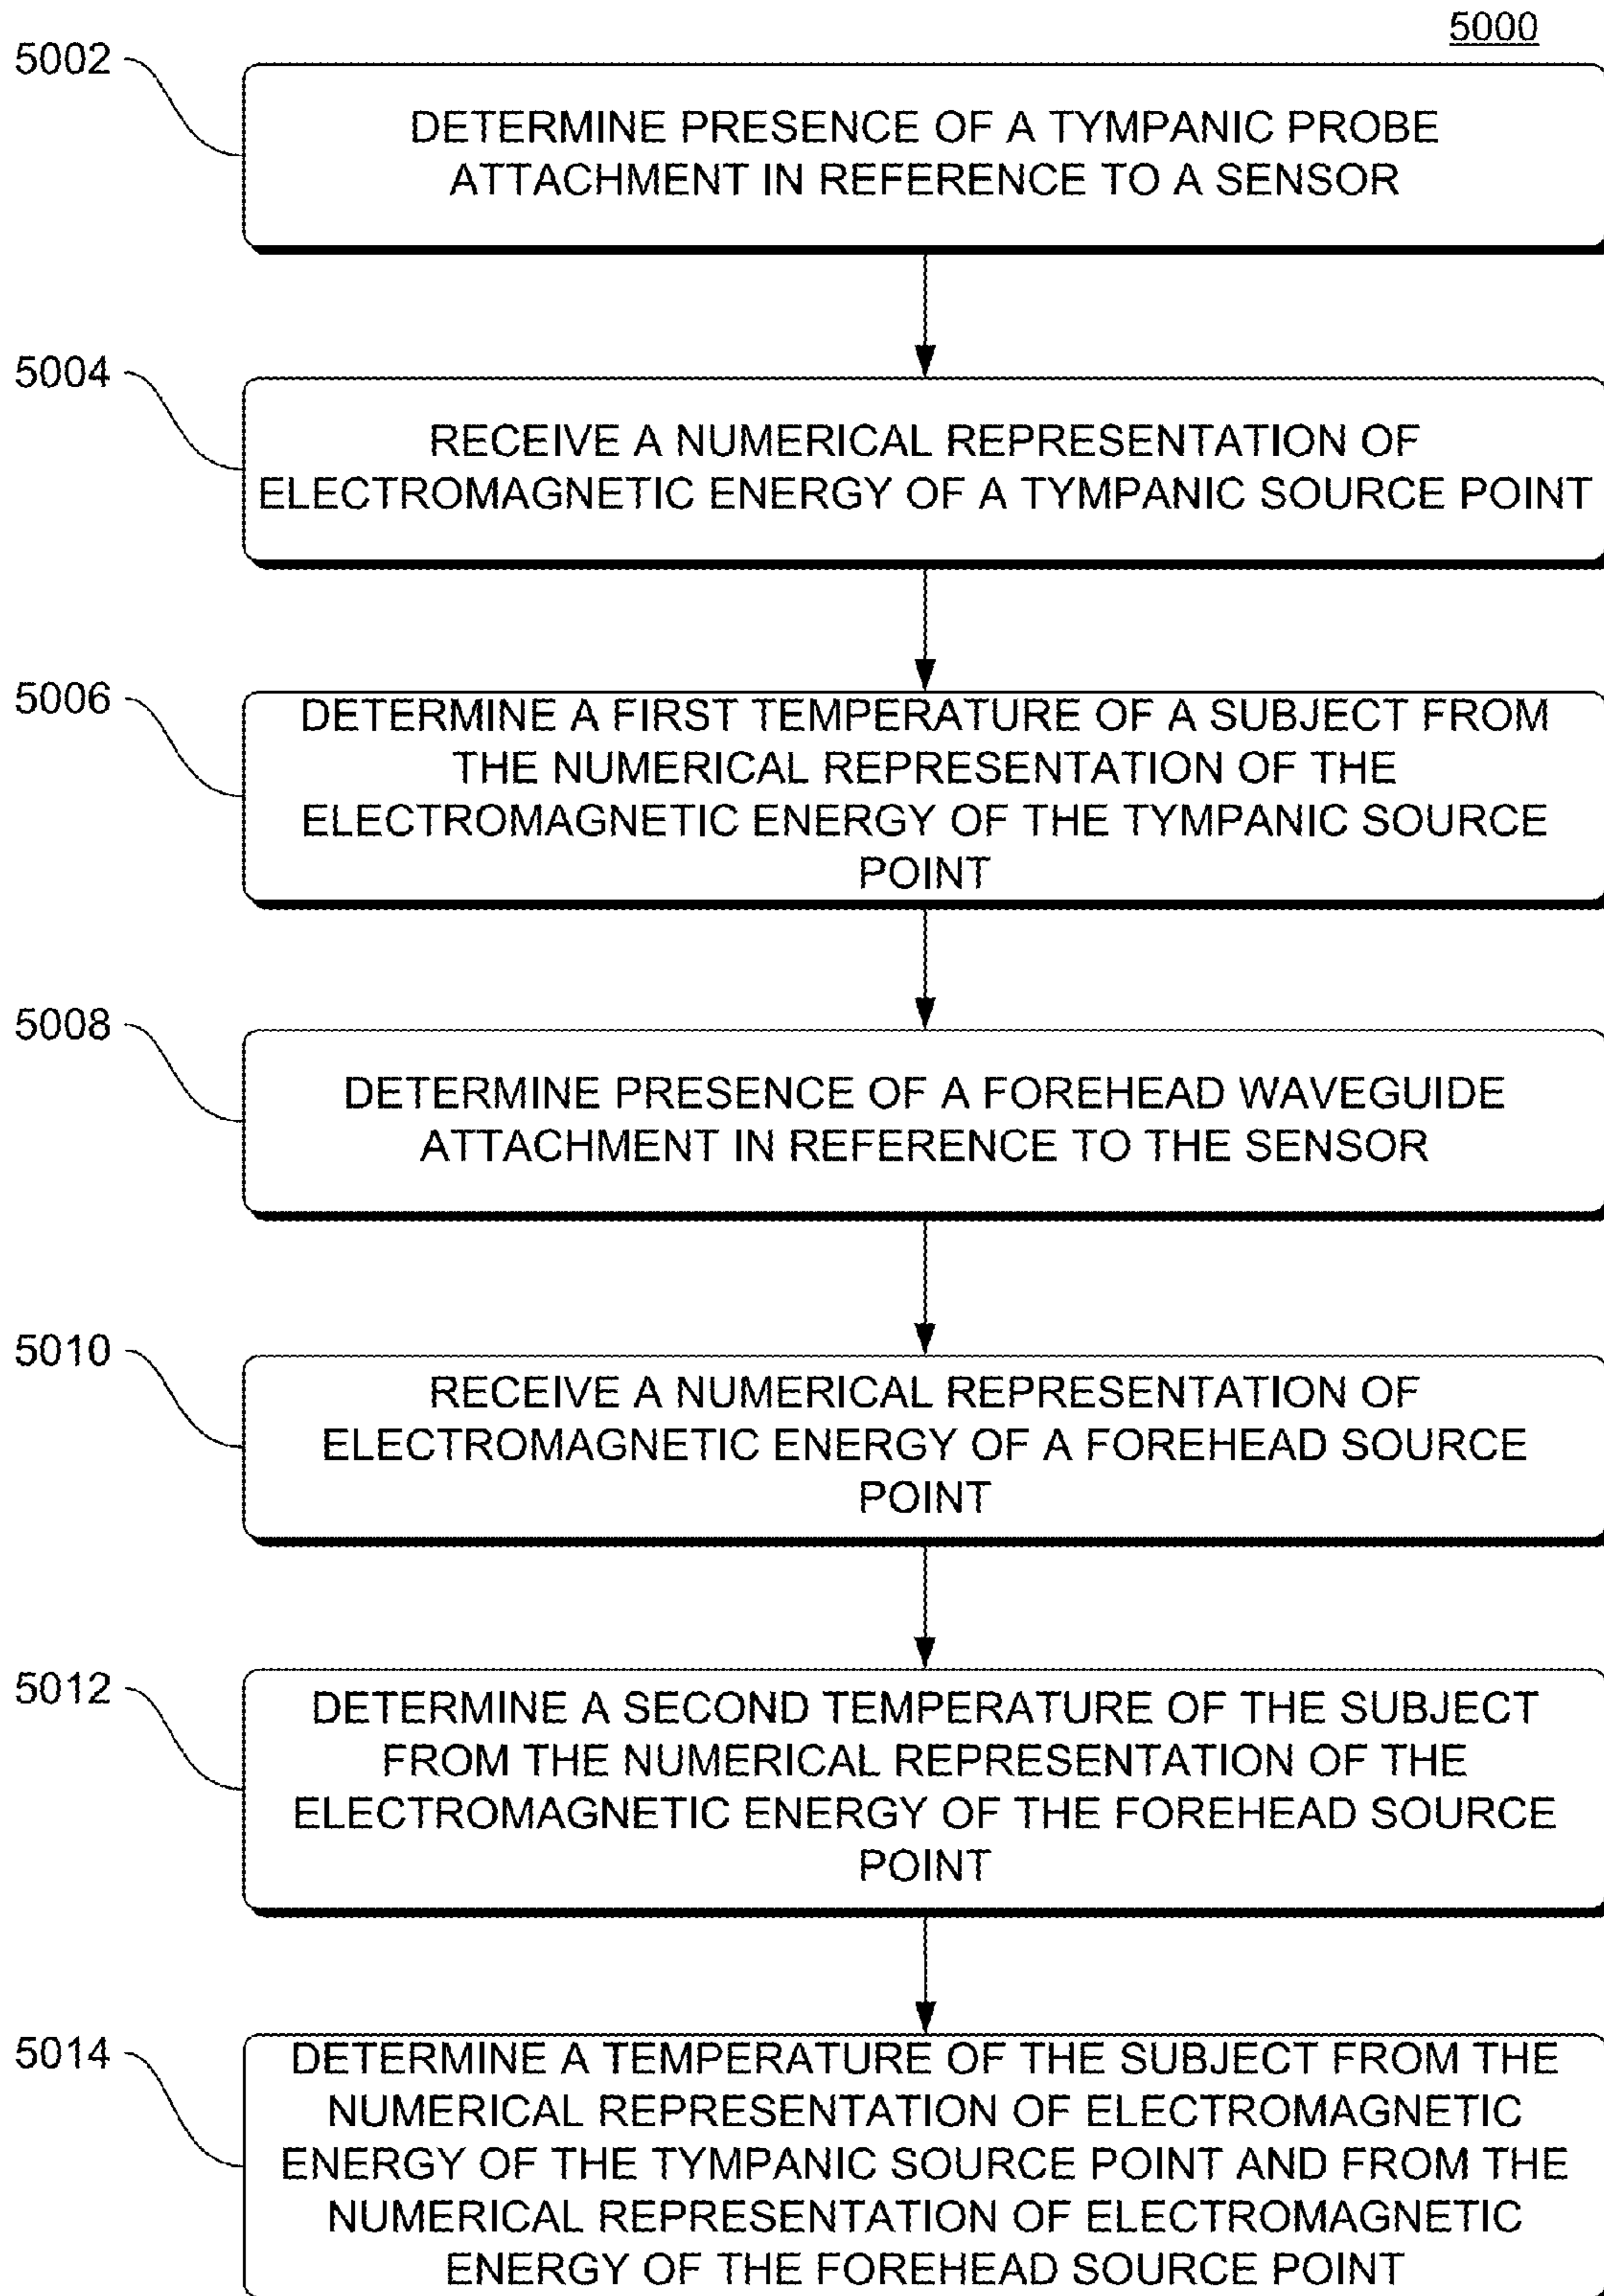 5000
5002
DETERMINE PRESENCE OF A TYMPANIC PROBE
ATTACHMENT IN REFERENCE TO A SENSOR
5004
RECEIVE A NUMERICAL REPRESENTATION OF
ELECTROMAGNETIC ENERGY OF A TYMPANIC SOURCE POINT
5006
DETERMINE A FIRST TEMPERATURE OF A SUBJECT FROM
THE NUMERICAL REPRESENTATION OF THE
ELECTROMAGNETIC ENERGY OF THE TYMPANIC SOURCE
POINT
5008
DETERMINE PRESENCE OF A FOREHEAD WAVEGUIDE
ATTACHMENT IN REFERENCE TO THE SENSOR
5010
RECEIVE A NUMERICAL REPRESENTATION OF
ELECTROMAGNETIC ENERGY OF A FOREHEAD SOURCE
POINT
5012
DETERMINE A SECOND TEMPERATURE OF THE SUBJECT
FROM THE NUMERICAL REPRESENTATION OF THE
ELECTROMAGNETIC ENERGY OF THE FOREHEAD SOURCE
POINT
5014
DETERMINE A TEMPERATURE OF THE SUBJECT FROM THE
NUMERICAL REPRESENTATION OF ELECTROMAGNETIC
ENERGY OF THE TYMPANIC SOURCE POINT AND FROM THE
NUMERICAL REPRESENTATION OF ELECTROMAGNETIC
ENERGY OF THE FOREHEAD SOURCE POINT